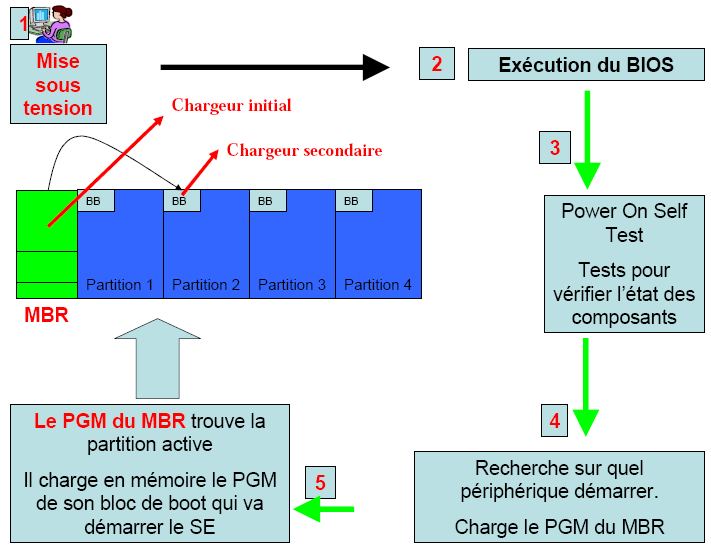 1
Mise
sous
tension
2
Exécution du BIOS
3
Power On Self
Test
Tests pour
vérifier l'état des
composants
4
Recherche sur quel
périphérique démarrer.
Charge le PGM du MBR
5
Le PGM du MBR trouve la
partition active
Il charge en mémoire le PGM
de son bloc de boot qui va
démarrer le SE
Chargeur initial
Chargeur secondaire
BB
BB
BB
BB
Partition 1
Partition 2
Partition 3
Partition 4
MBR